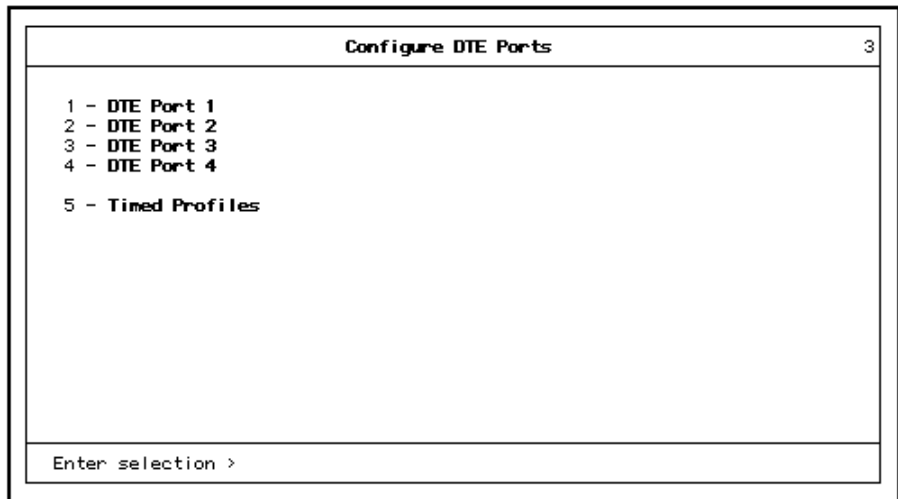 Configure DTE Ports 3
1 - DTE Port 1
2 - DTE Port 2
3 - DTE Port 3
4 - DTE Port 4
5 - Timed Profiles
Enter selection >